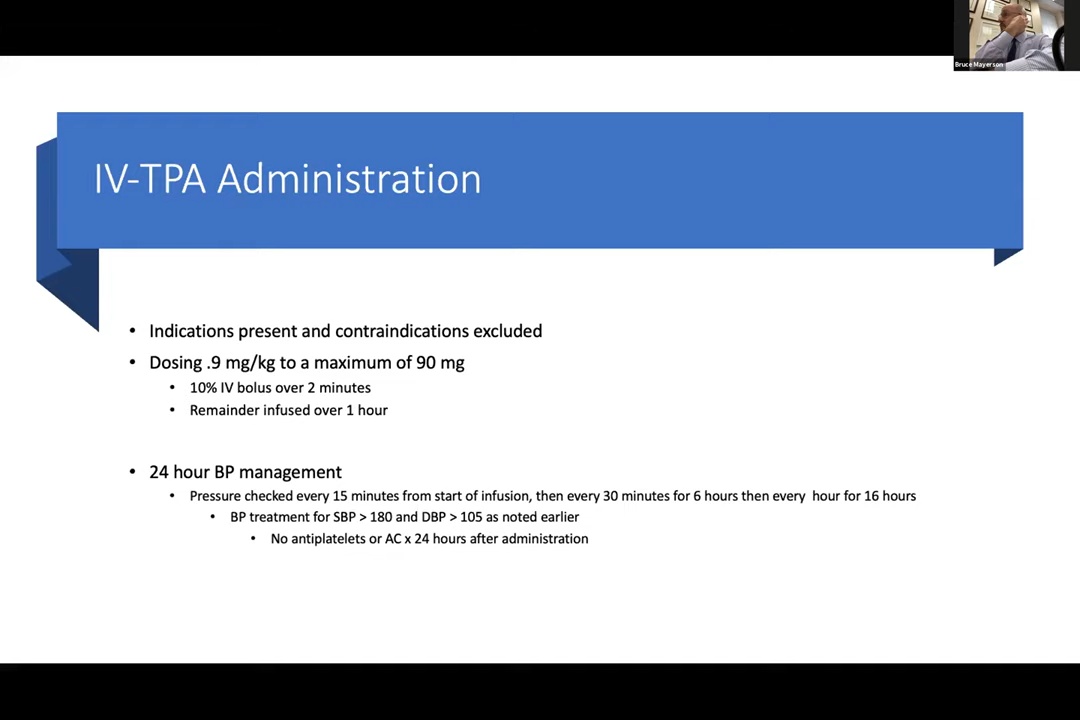 Bruce Mayerson
IV-TPA Administration
• Indications present and contraindications excluded
• Dosing .9 mg/kg to a maximum of 90 mg
• 10% IV bolus over 2 minutes
• Remainder infused over 1 hour
• 24 hour BP management
• Pressure checked every 15 minutes from start of infusion, then every 30 minutes for 6 hours then every hour for 16 hours
• BP treatment for SBP > 180 and DBP > 105 as noted earlier
• No antiplatelets or AC x 24 hours after administration